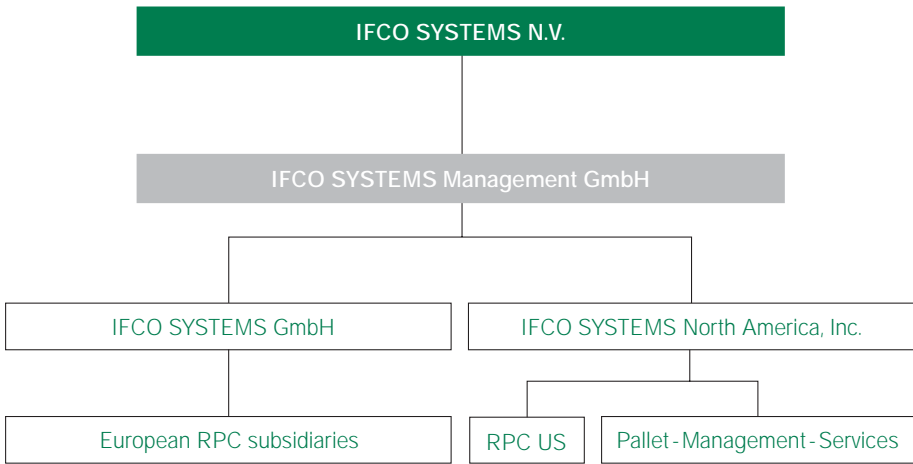 IFCO SYSTEMS N.V.
IFCO SYSTEMS Management GmbH
IFCO SYSTEMS GmbH
IFCO SYSTEMS North America, Inc.
European RPC subsidiaries
RPC US
Pallet-Management-Services